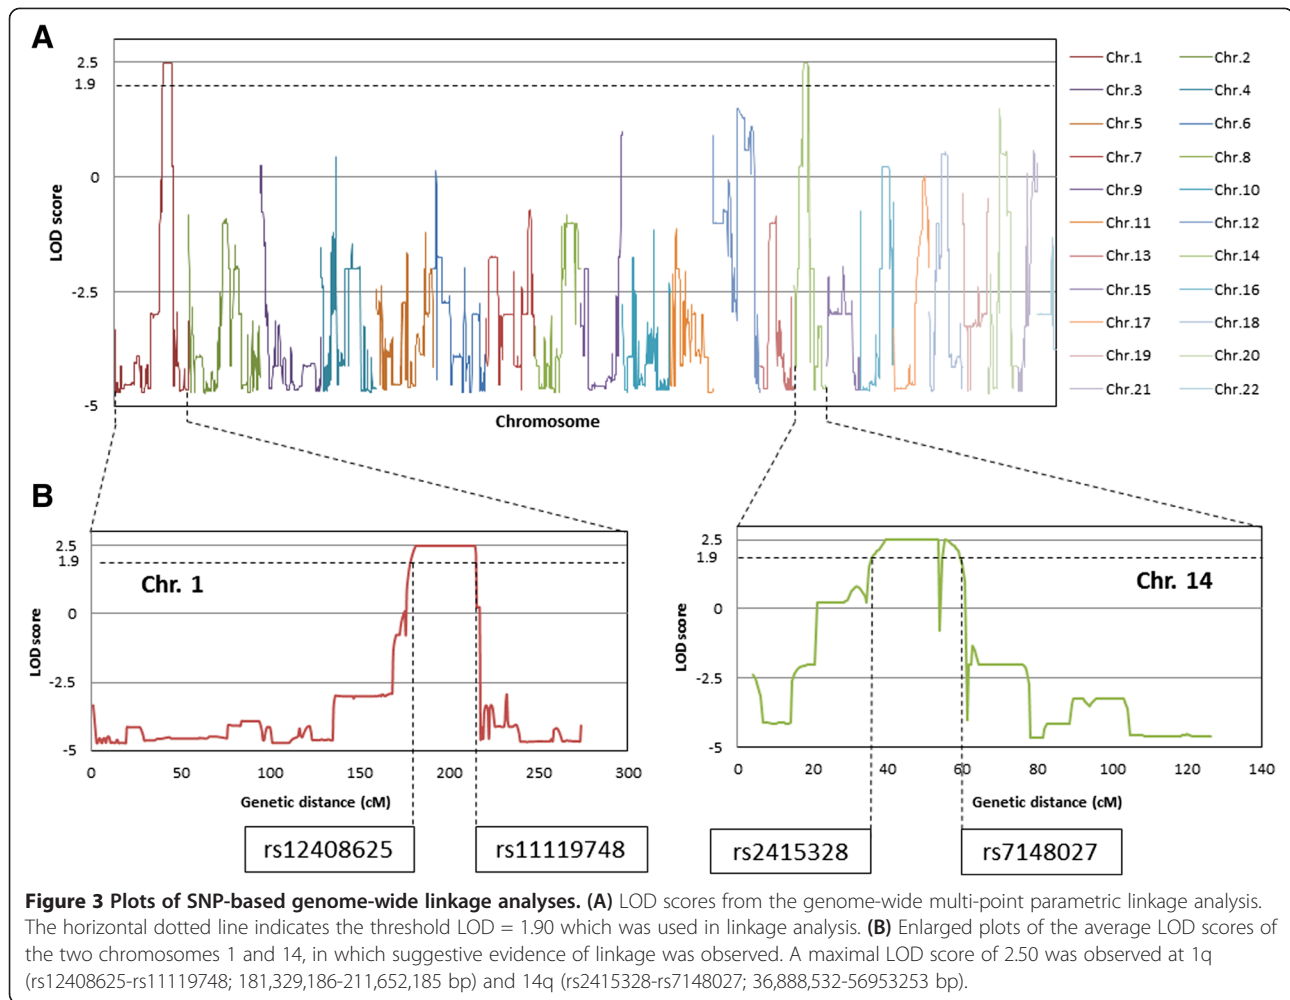 A
2.5
1.9
0
-2.5
-5
LOD score
Chromosome
Chr.1 Chr.2
Chr.3 Chr.4
Chr.5 Chr.6
Chr.7 Chr.8
Chr.9 Chr.10
Chr.11 Chr.12
Chr.13 Chr.14
Chr.15 Chr.16
Chr.17 Chr.18
Chr.19 Chr.20
Chr.21 Chr.22
B
2.5
1.9
0
-2.5
-5
LOD score
Chr. 1
0 50 100 150 200 250 300
Genetic distance (cM)
rs12408625
rs11119748
2.5
1.9
0
-2.5
-5
LOD score
Chr. 14
0 20 40 60 80 100 120 140
Genetic distance (cM)
rs2415328
rs7148027
Figure 3 Plots of SNP-based genome-wide linkage analyses. (A) LOD scores from the genome-wide multi-point parametric linkage analysis.
The horizontal dotted line indicates the threshold LOD = 1.90 which was used in linkage analysis. (B) Enlarged plots of the average LOD scores of
the two chromosomes 1 and 14, in which suggestive evidence of linkage was observed. A maximal LOD score of 2.50 was observed at 1q
(rs12408625-rs11119748; 181,329,186-211,652,185 bp) and 14q (rs2415328-rs7148027; 36,888,532-56953253 bp).